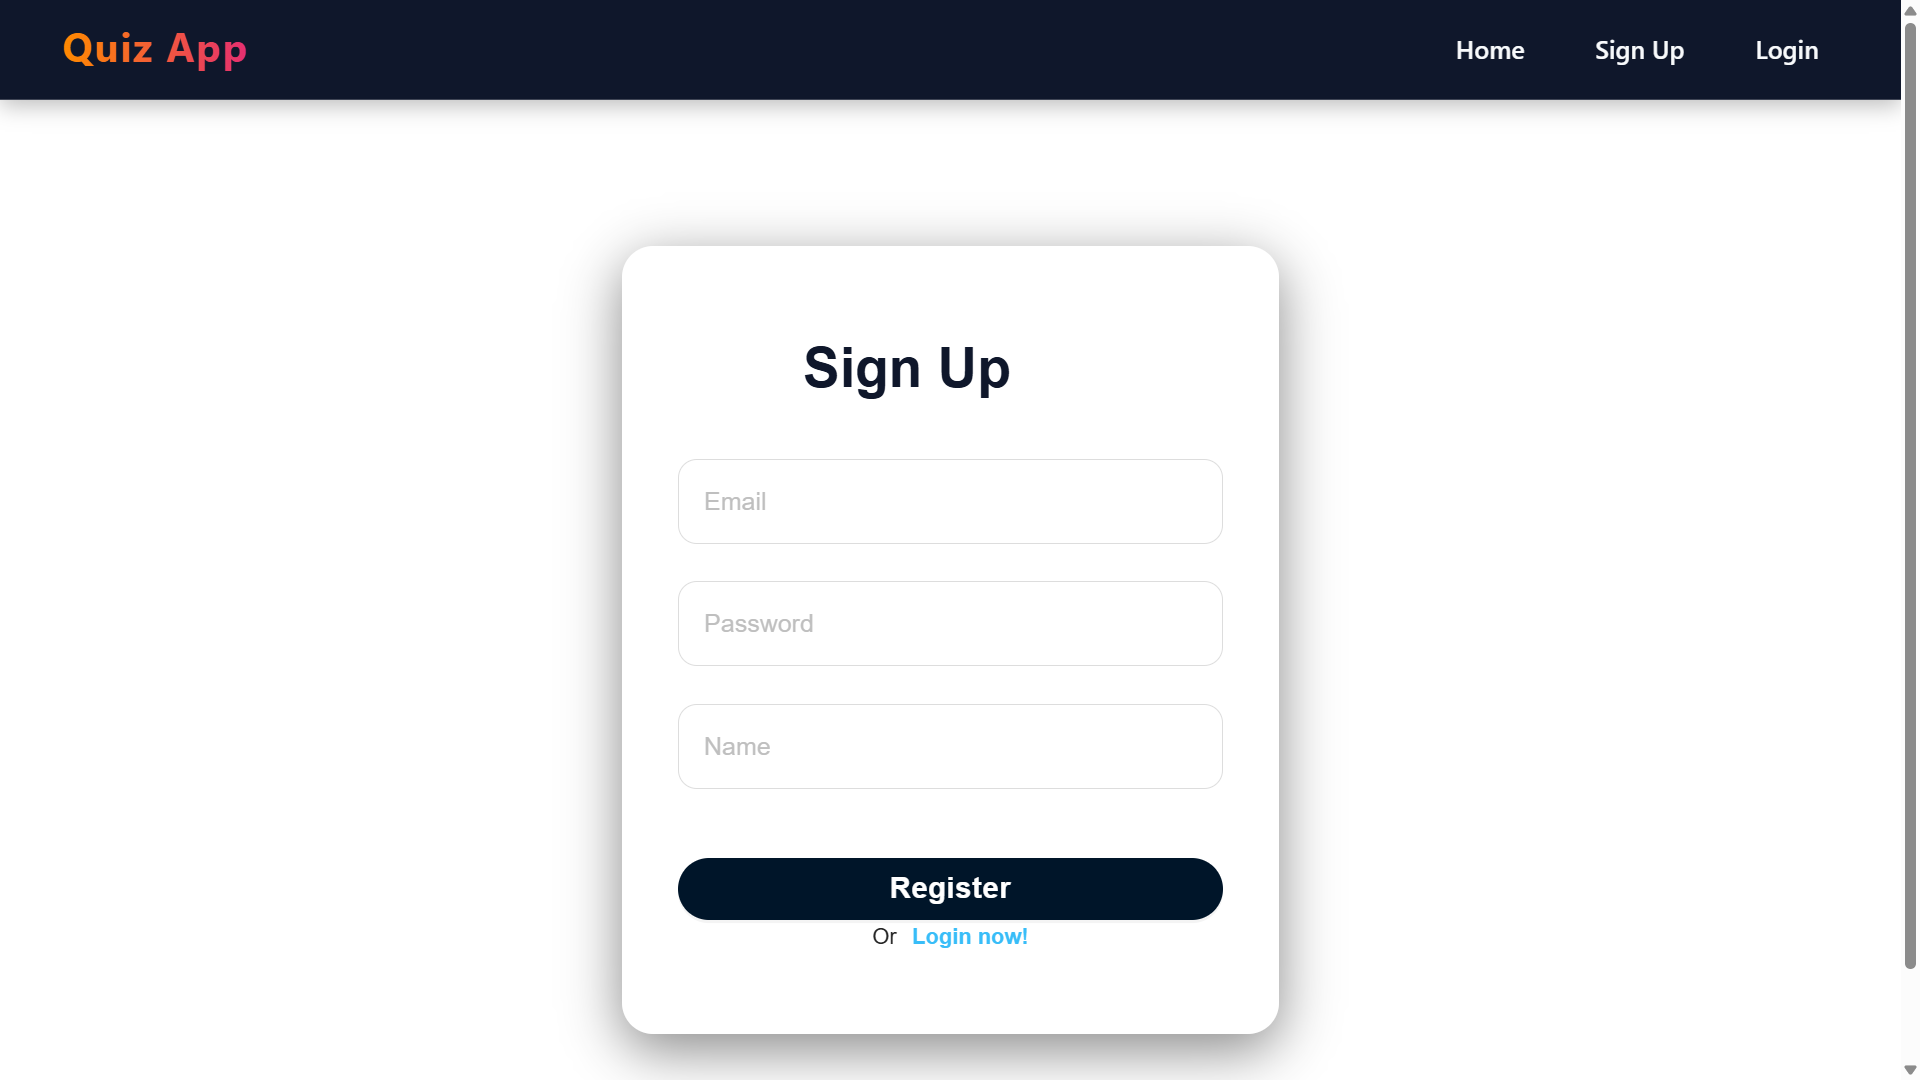 Quiz App
Home Sign Up Login
Sign Up
Email
Password
Name
Register
Or Login now!